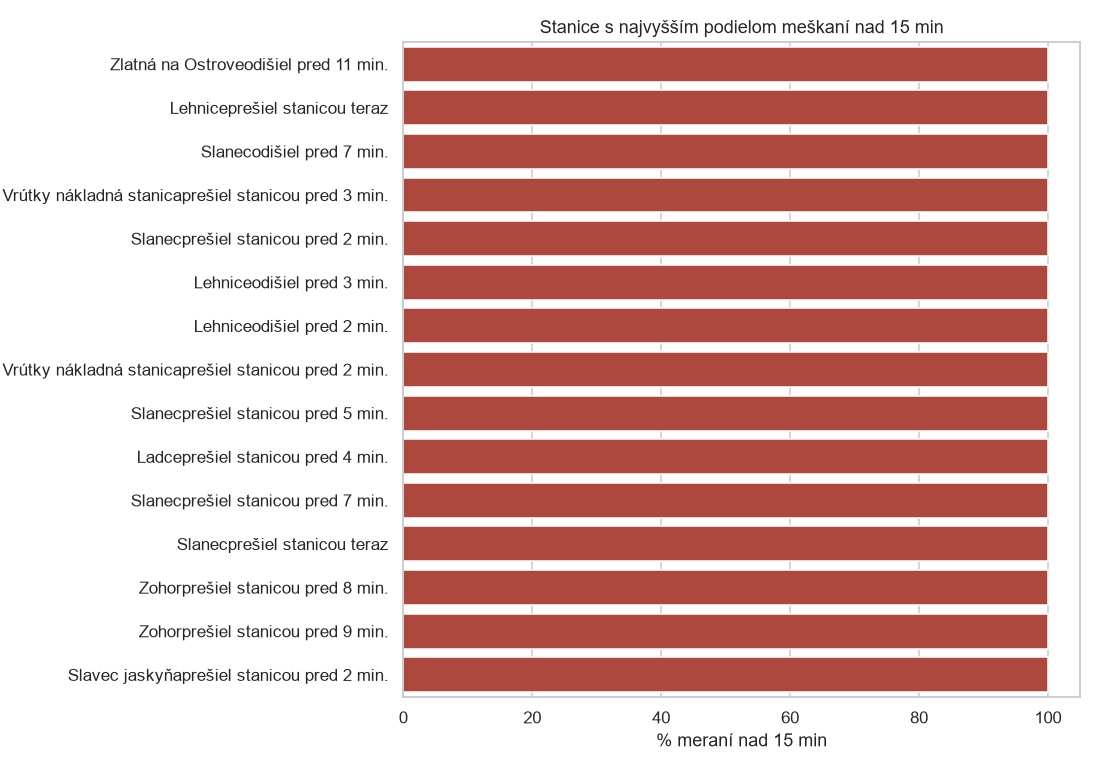 Stanice s najvyšším podielom meškaní nad 15 min
Zlatná na Ostroveodišiel pred 11 min.
Lehniceprešiel stanicou teraz
Slanecodišiel pred 7 min.
Vrútky nákladná stanicaprešiel stanicou pred 3 min.
Slanecprešiel stanicou pred 2 min.
Lehniceodišiel pred 3 min.
Lehniceodišiel pred 2 min.
Vrútky nákladná stanicaprešiel stanicou pred 2 min.
Slanecprešiel stanicou pred 5 min.
Ladceprešiel stanicou pred 4 min.
Slanecprešiel stanicou pred 7 min.
Slanecprešiel stanicou teraz
Zohorprešiel stanicou pred 8 min.
Zohorprešiel stanicou pred 9 min.
Slavec jaskyňaprešiel stanicou pred 2 min.
0 20 40 60 80 100
% meraní nad 15 min